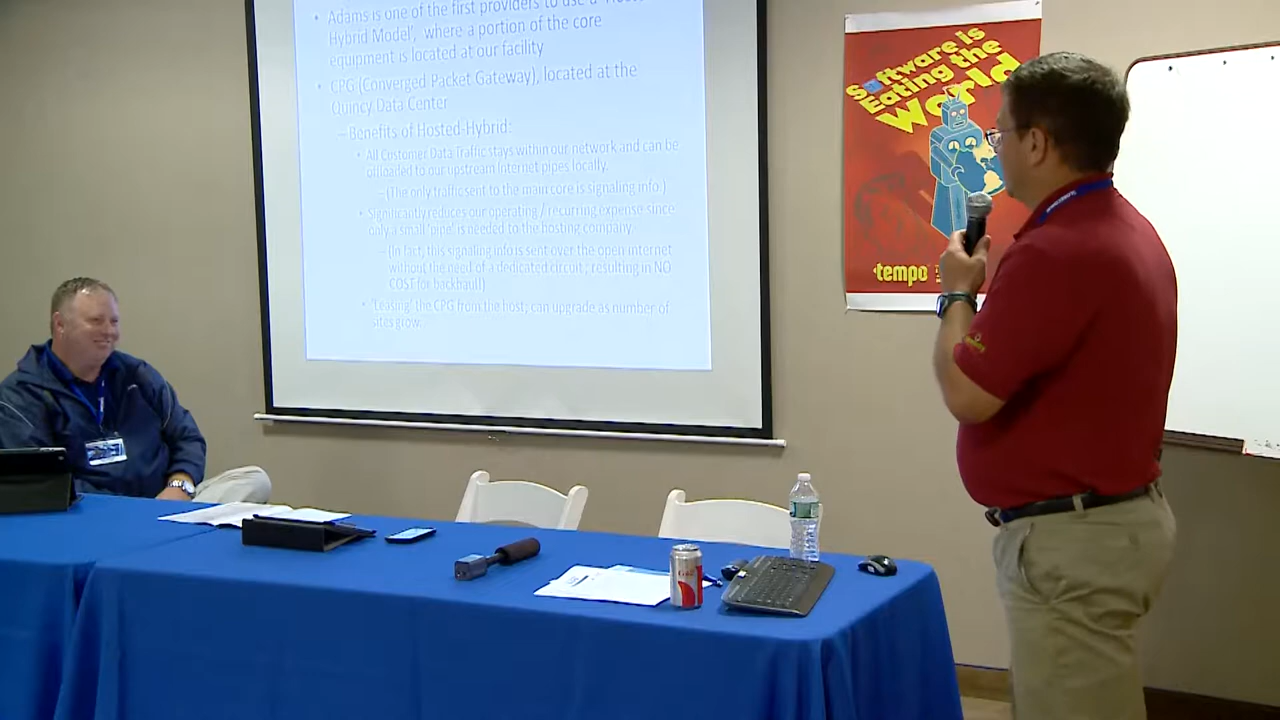 • Adams is one of the first providers to use a 'Hosted
Hybrid Model', where a portion of the core
equipment is located at our facility
• CPG (Converged Packet Gateway), located at the
Quincy Data Center
– Benefits of Hosted-Hybrid:
• All Customer Data Traffic stays within our network and can be
offloaded to our upstream Internet pipes locally.
– (The only trafficsent to the main core is signaling info.)
• Significantly reduces our operating / recurring expense since
only a small 'pipe' is needed to the hosting company.
– (In fact, this signaling info is sent over the open internet
without the need of a dedicated circuit.; resulting in NO
COST for backhaul!)
• 'Leasing' the CPG from the host; can upgrade as number of
sites grow.
Software is
Eating the
World
tempo